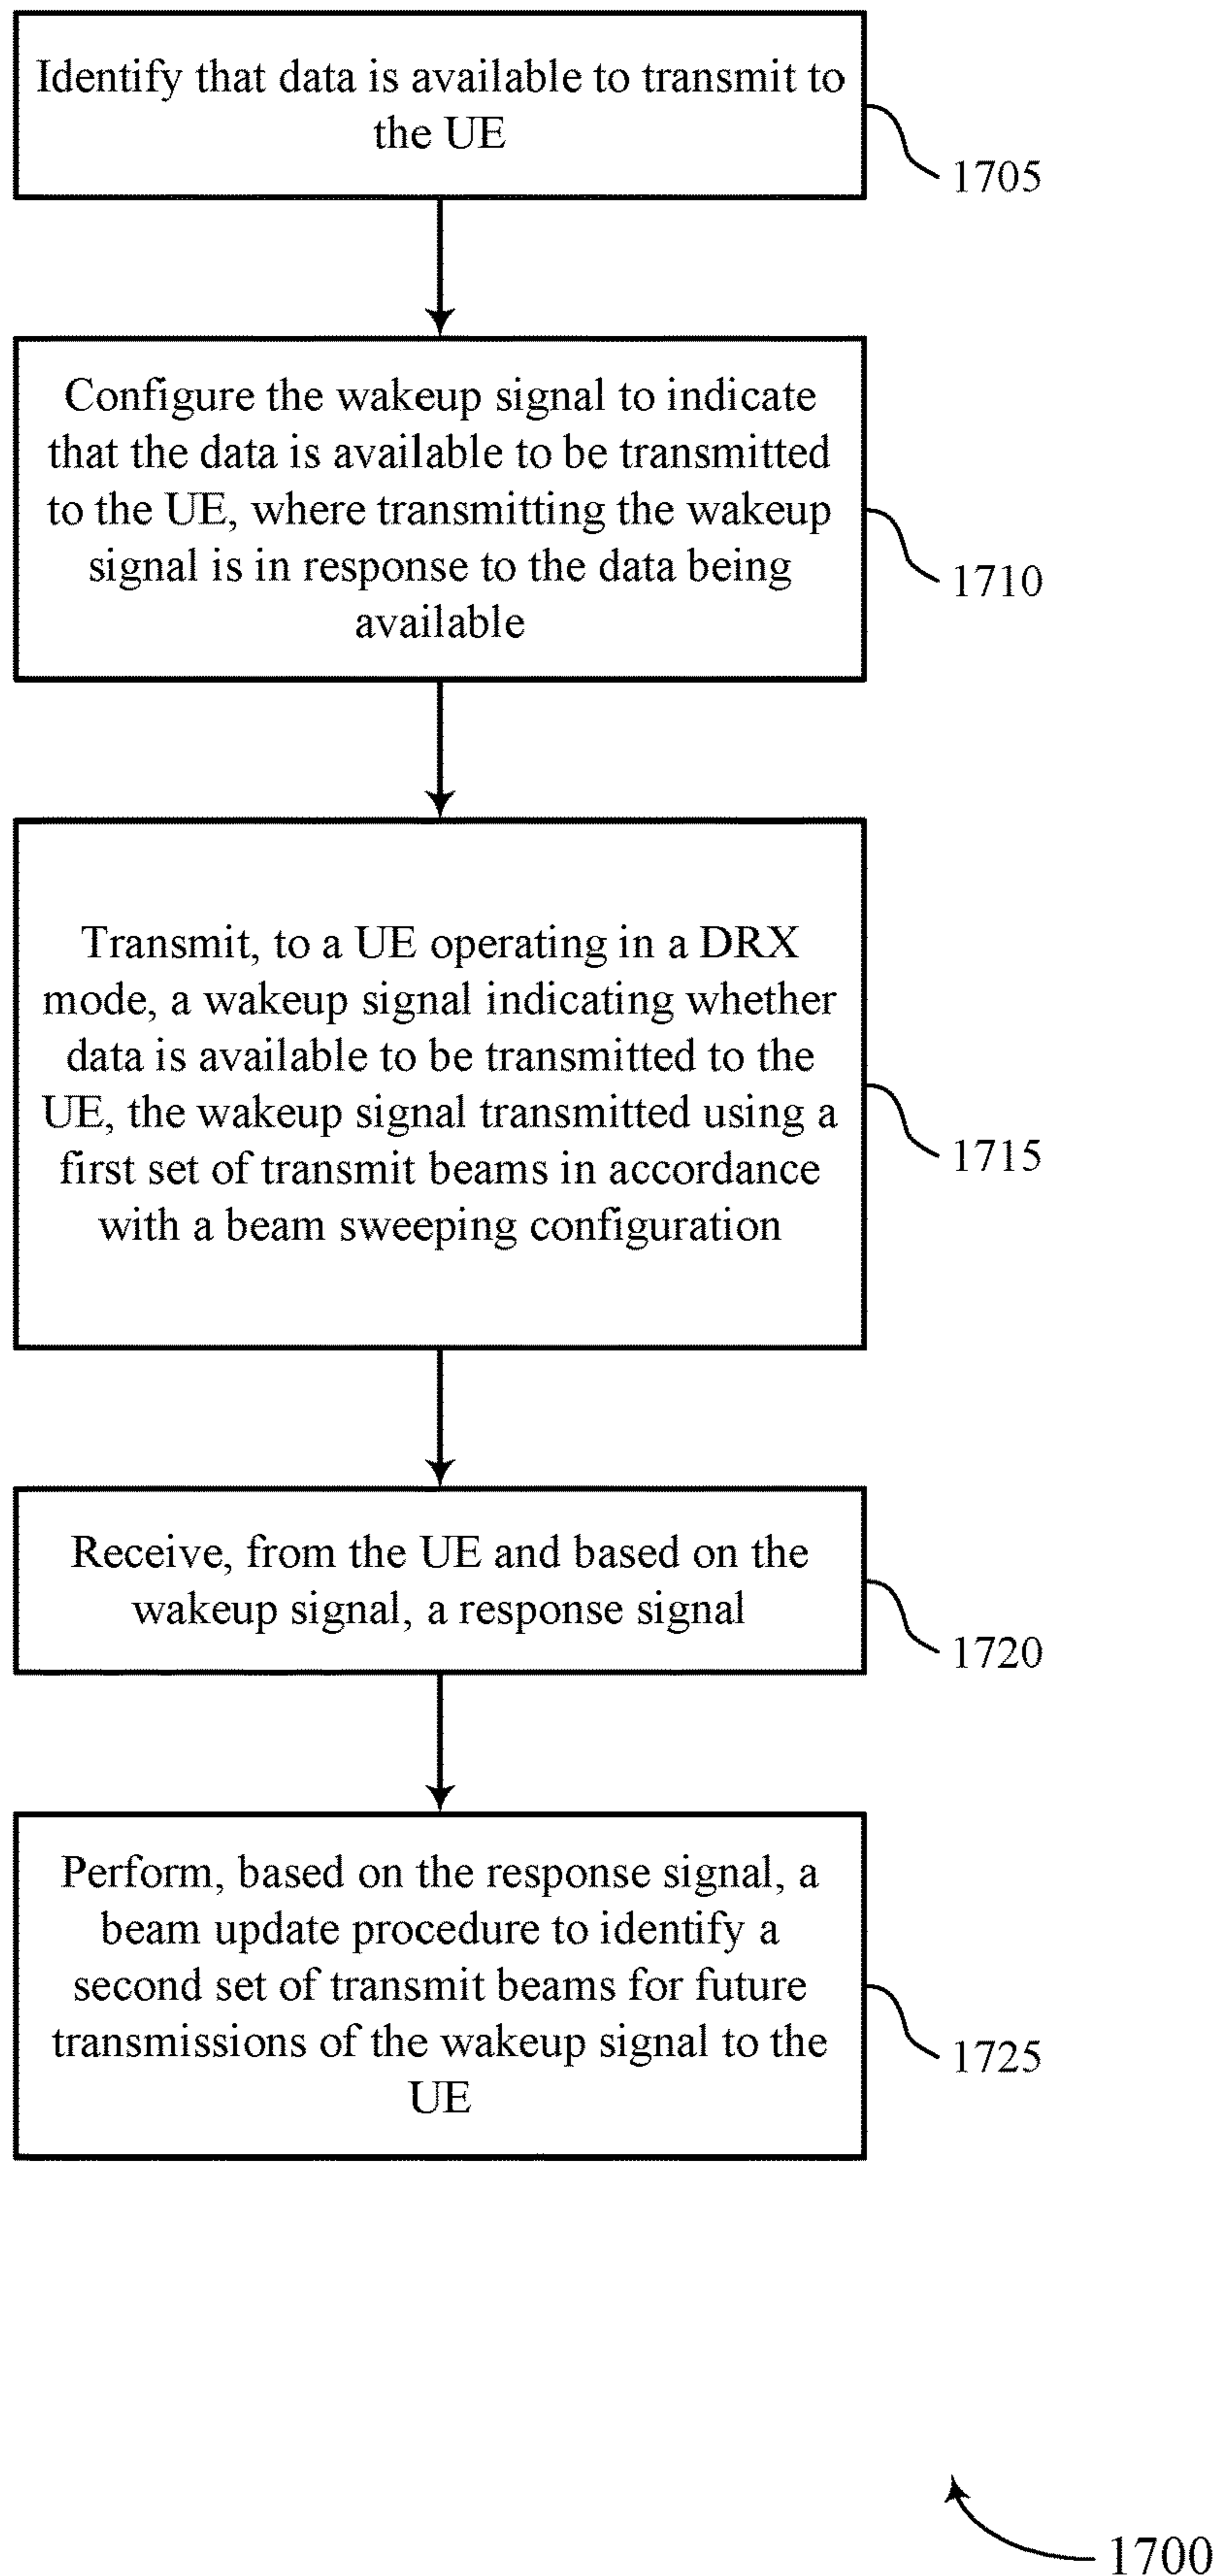 Identify that data is available to transmit to
the UE
1705
Configure the wakeup signal to indicate
that the data is available to be transmitted
to the UE, where transmitting the wakeup
signal is in response to the data being
available
1710
Transmit, to a UE operating in a DRX
mode, a wakeup signal indicating whether
data is available to be transmitted to the
UE, the wakeup signal transmitted using a
first set of transmit beams in accordance
with a beam sweeping configuration
1715
Receive, from the UE and based on the
wakeup signal, a response signal
1720
Perform, based on the response signal, a
beam update procedure to identify a
second set of transmit beams for future
transmissions of the wakeup signal to the
UE
1725
1700